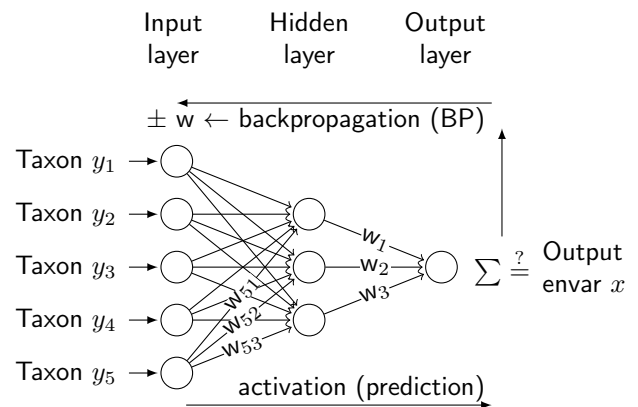 Input layer
Hidden layer
Output layer
± w ← backpropagation (BP)
Taxon y₁
Taxon y₂
Taxon y₃
Taxon y₄
Taxon y₅
w₁
w₂
w₃
w₅₁
w₅₂
w₅₃
∑ ≟ Output
envar x
activation (prediction)